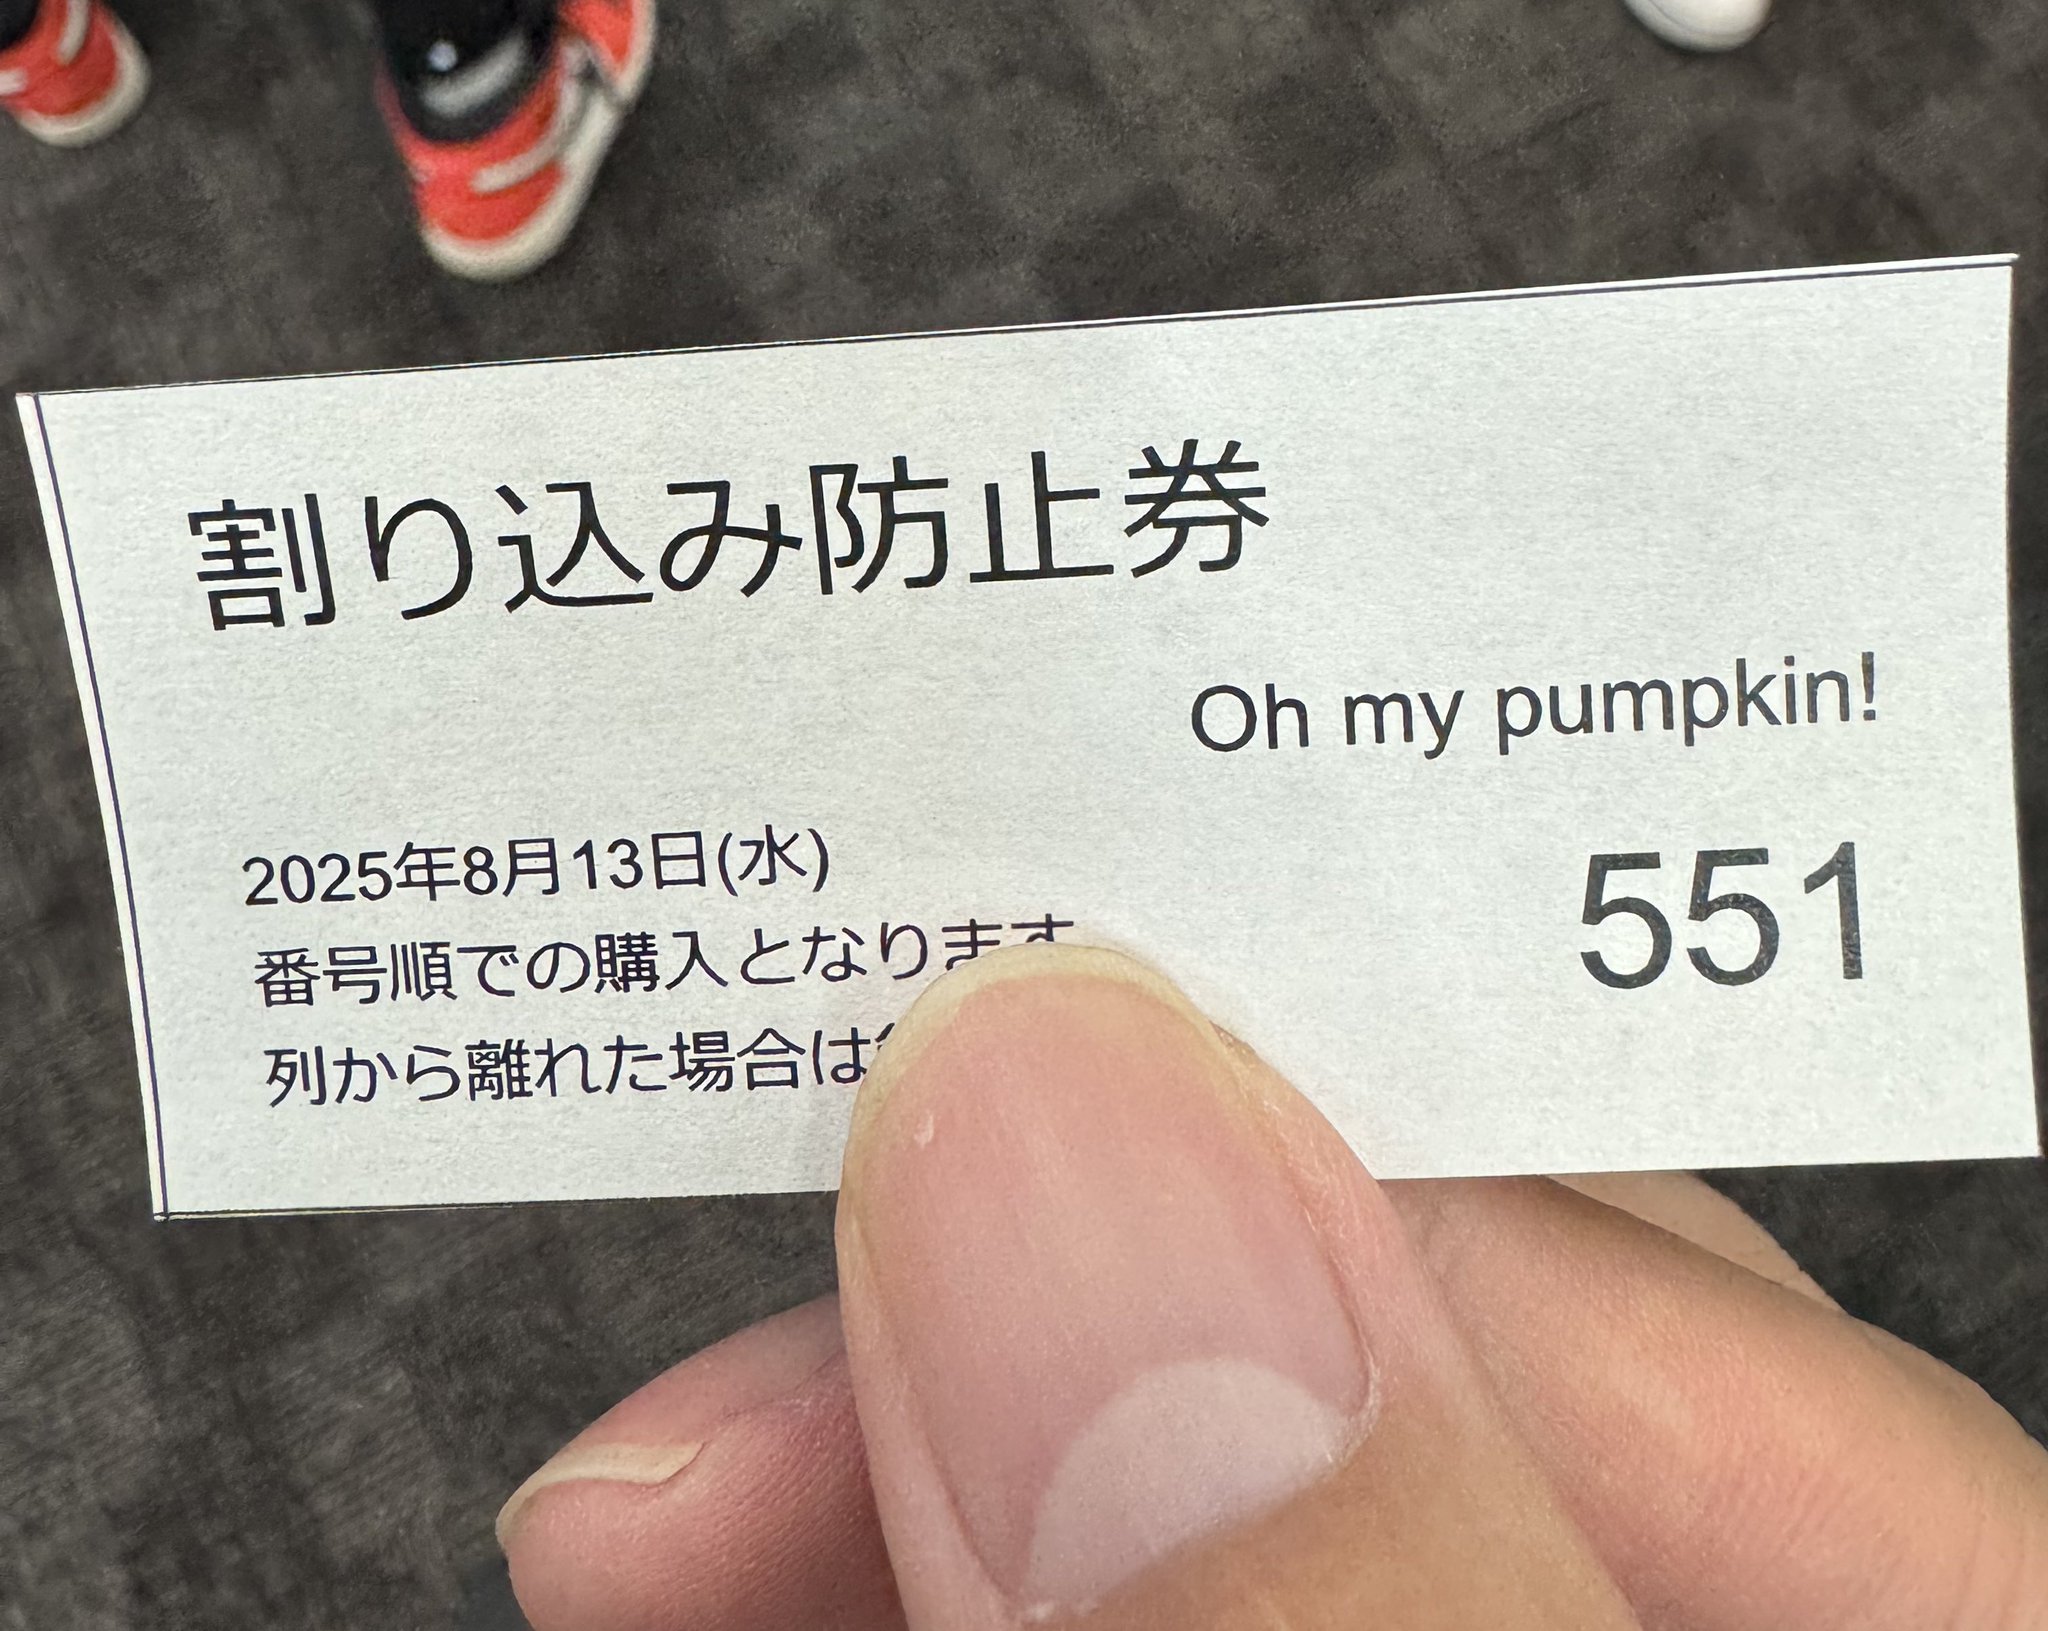 割り込み防止券
Oh my pumpkin!
2025年8月13日(水)
551
番号順での購入となります
列から離れた場合は